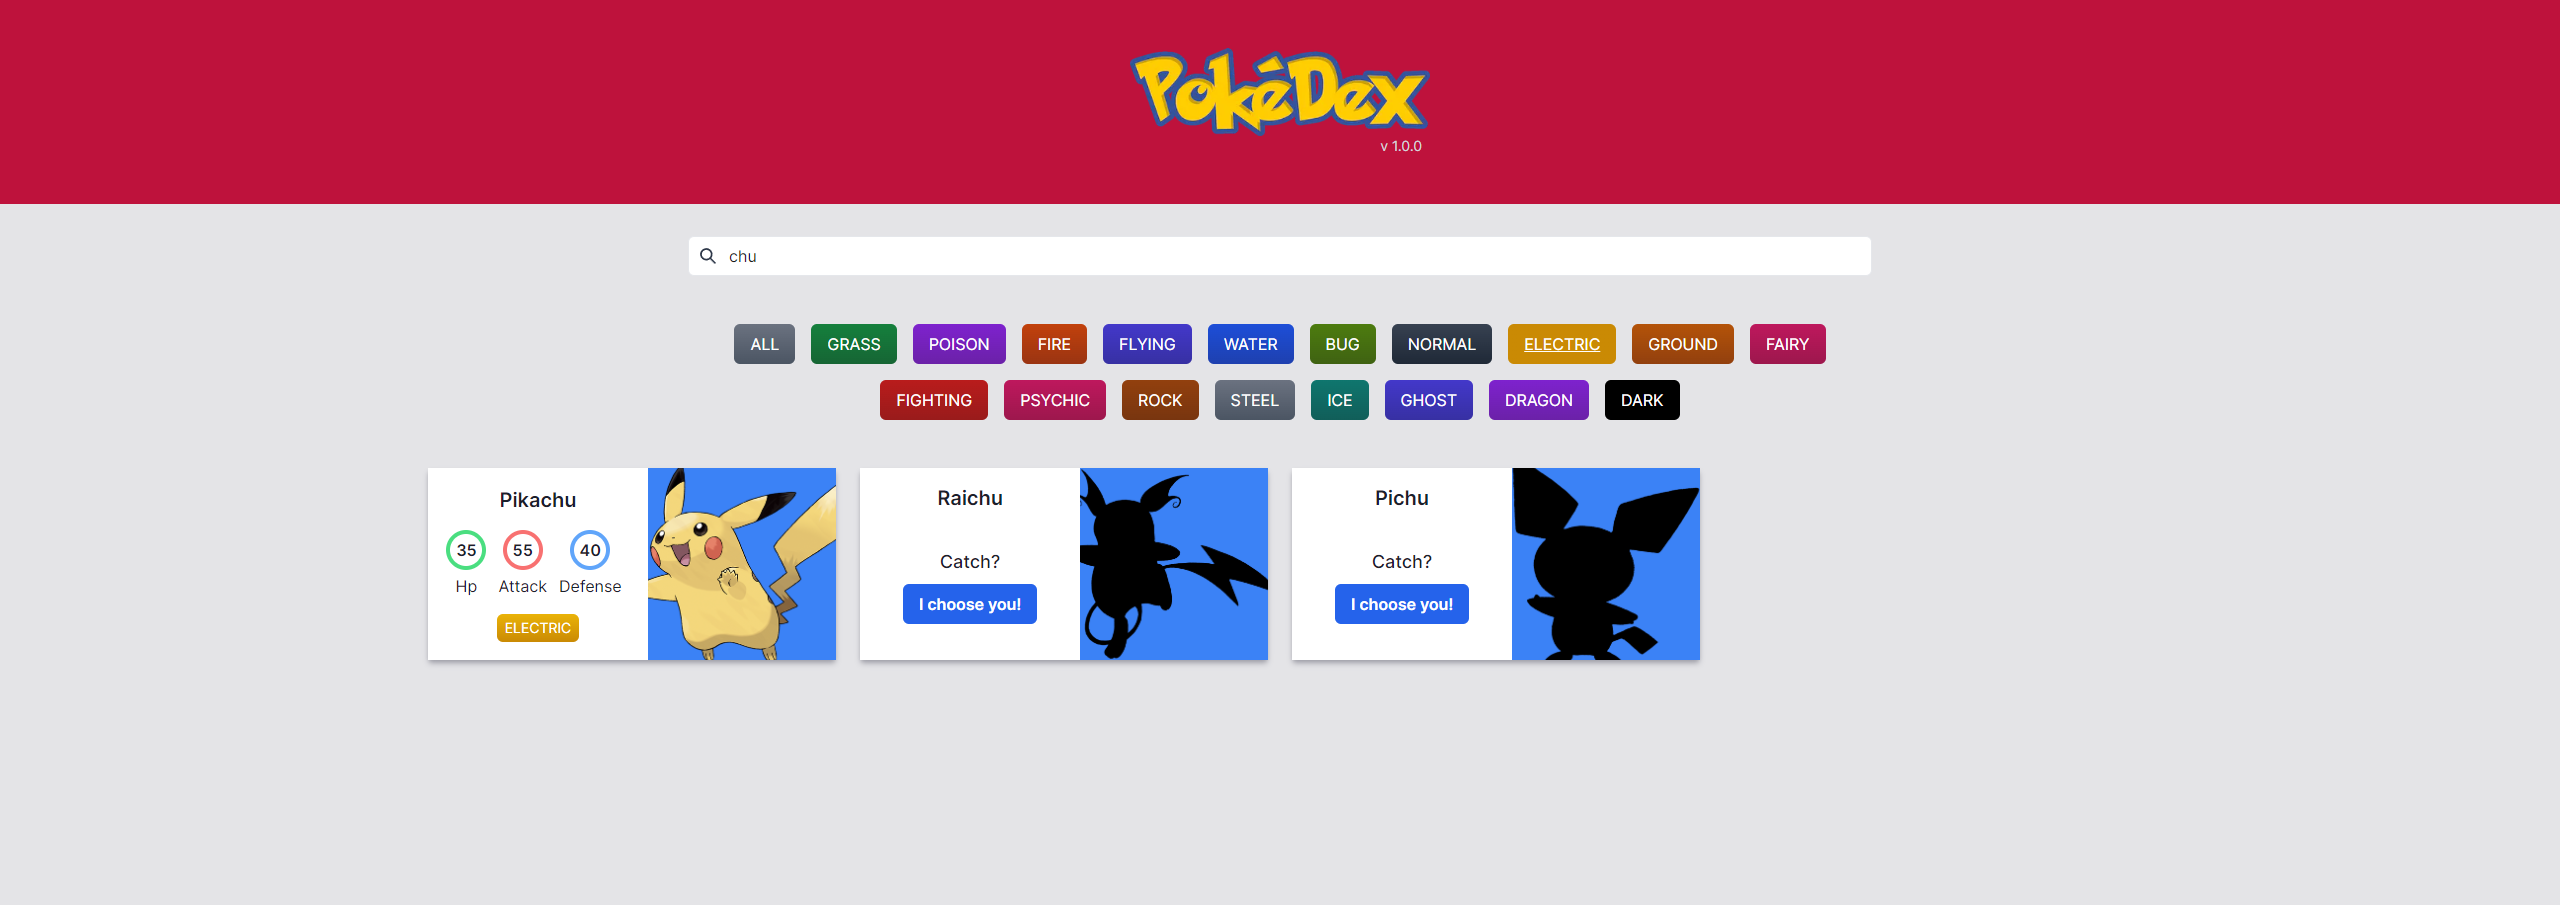 PokéDex
v 1.0.0
chu
ALL GRASS POISON FIRE FLYING WATER BUG NORMAL ELECTRIC GROUND FAIRY
FIGHTING PSYCHIC ROCK STEEL ICE GHOST DRAGON DARK
Pikachu
35 55 40
Hp Attack Defense
ELECTRIC
Raichu
Catch?
I choose you!
Pichu
Catch?
I choose you!